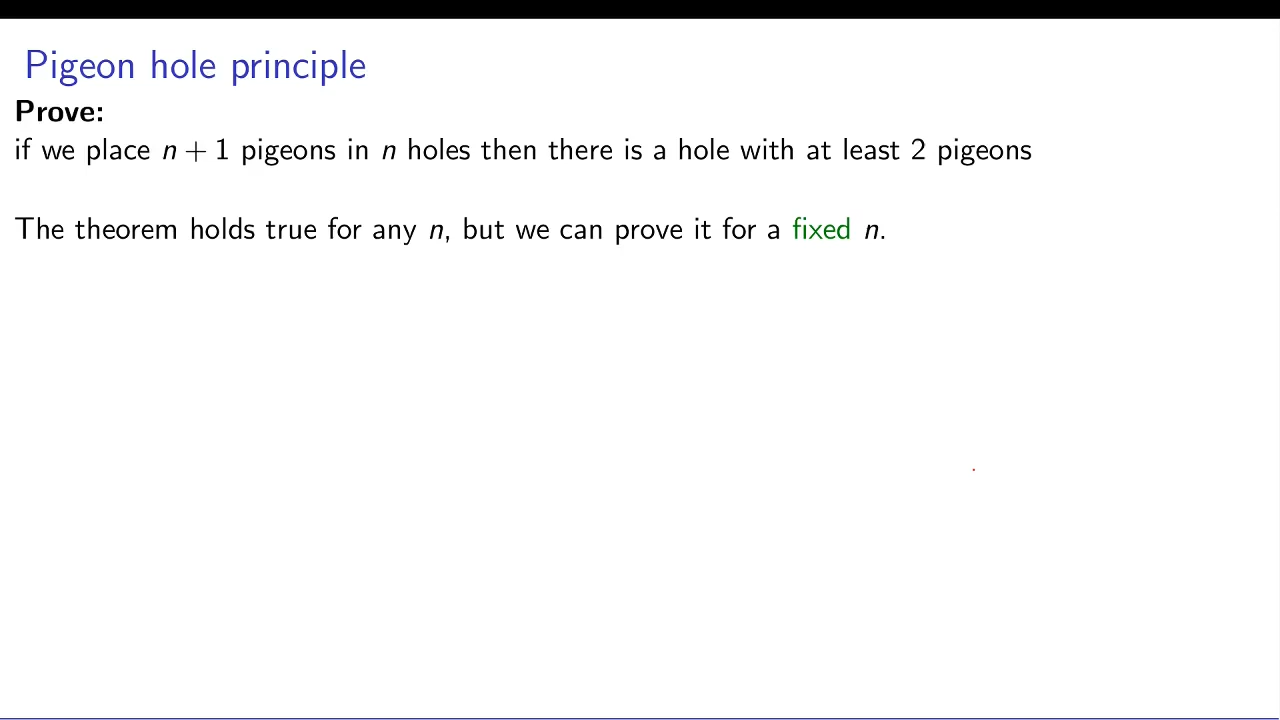 Pigeon hole principle
Prove:
if we place n + 1 pigeons in n holes then there is a hole with at least 2 pigeons
The theorem holds true for any n, but we can prove it for a fixed n.